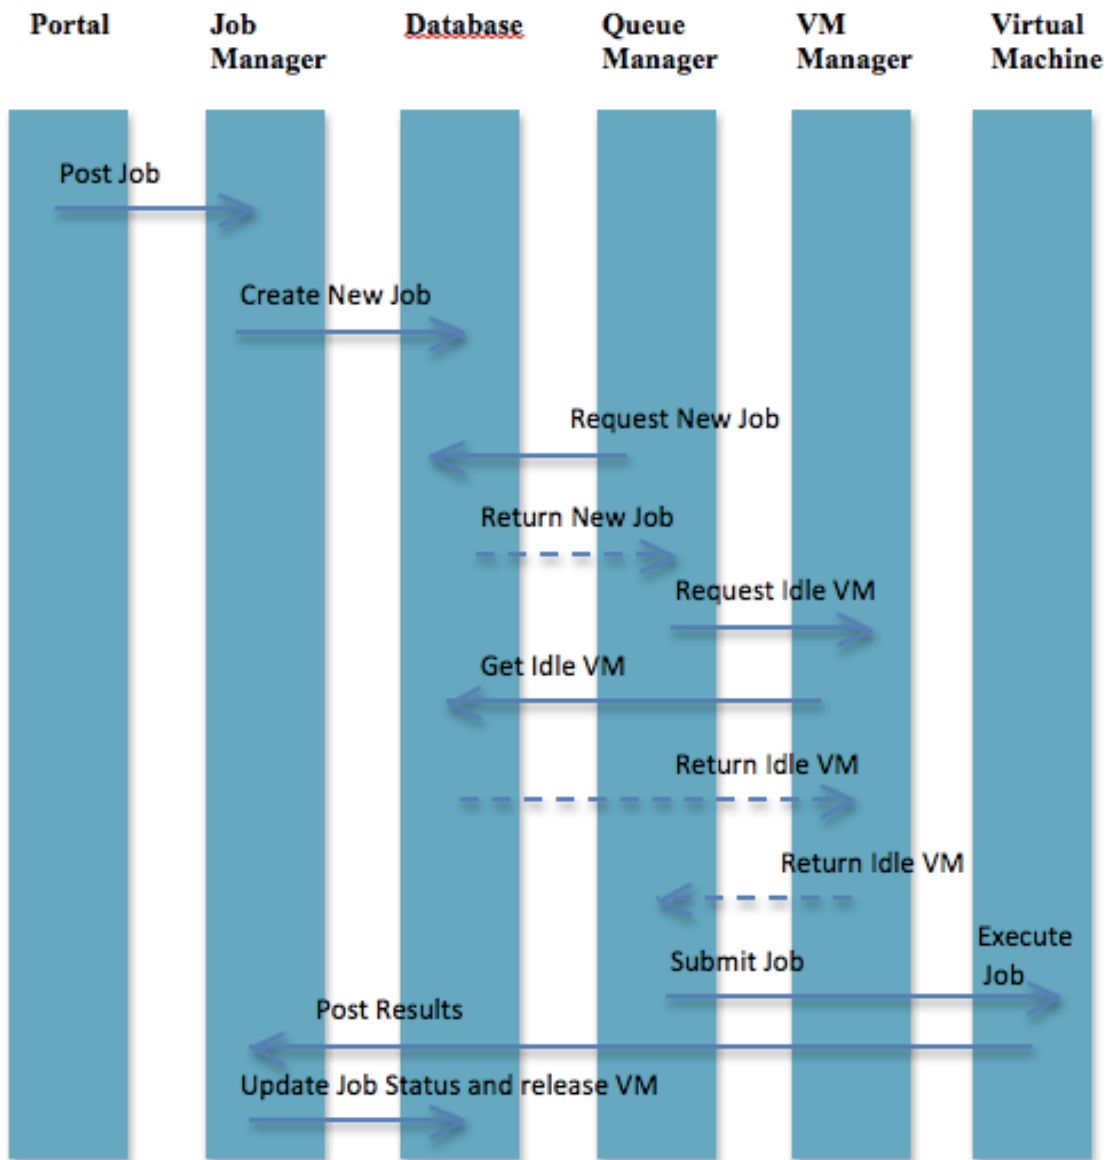 Portal
Job
Manager
Database
Queue
Manager
VM
Manager
Virtual
Machine
Post Job
Create New Job
Request New Job
Return New Job
Request Idle VM
Get Idle VM
Return Idle VM
Return Idle VM
Execute
Job
Submit Job
Post Results
Update Job Status and release VM